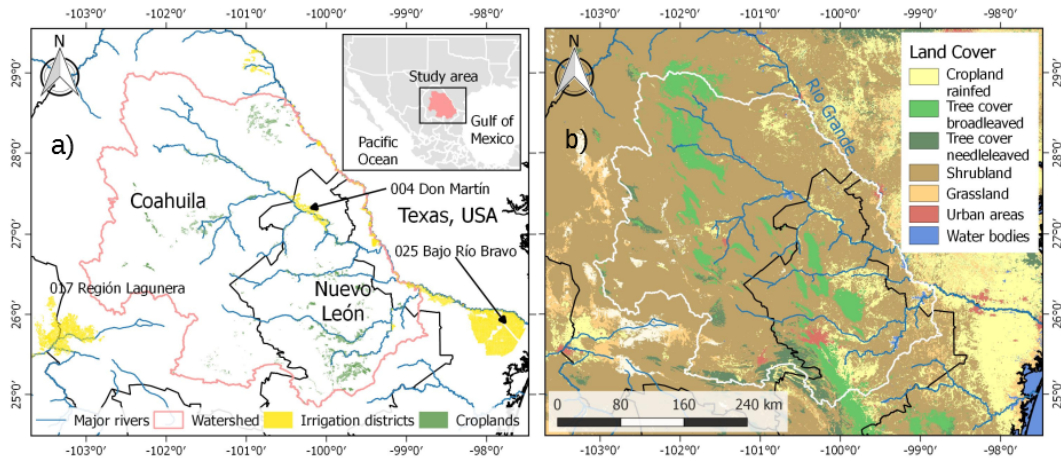 -103°0' -102°0' -101°0' -100°0' -99°0' -98°0'
-103°0' -102°0' -101°0' -100°0' -99°0' -98°0'
N
a)
Study area
Pacific
Ocean
Gulf of
Mexico
Coahuila
004 Don Martín
Texas, USA
025 Bajo Río Bravo
017 Región Lagunera
Nuevo
León
Major rivers
Watershed
Irrigation districts
Croplands
29°0'
28°0'
27°0'
26°0'
25°0'
-103°0' -102°0' -101°0' -100°0' -99°0' -98°0'
N
b)
Río Grande
Land Cover
Cropland
rainfed
Tree cover
broadleaved
Tree cover
needleleaved
Shrubland
Grassland
Urban areas
Water bodies
0 80 160 240 km
29°0'
28°0'
27°0'
26°0'
25°0'
-103°0' -102°0' -101°0' -100°0' -99°0' -98°0'